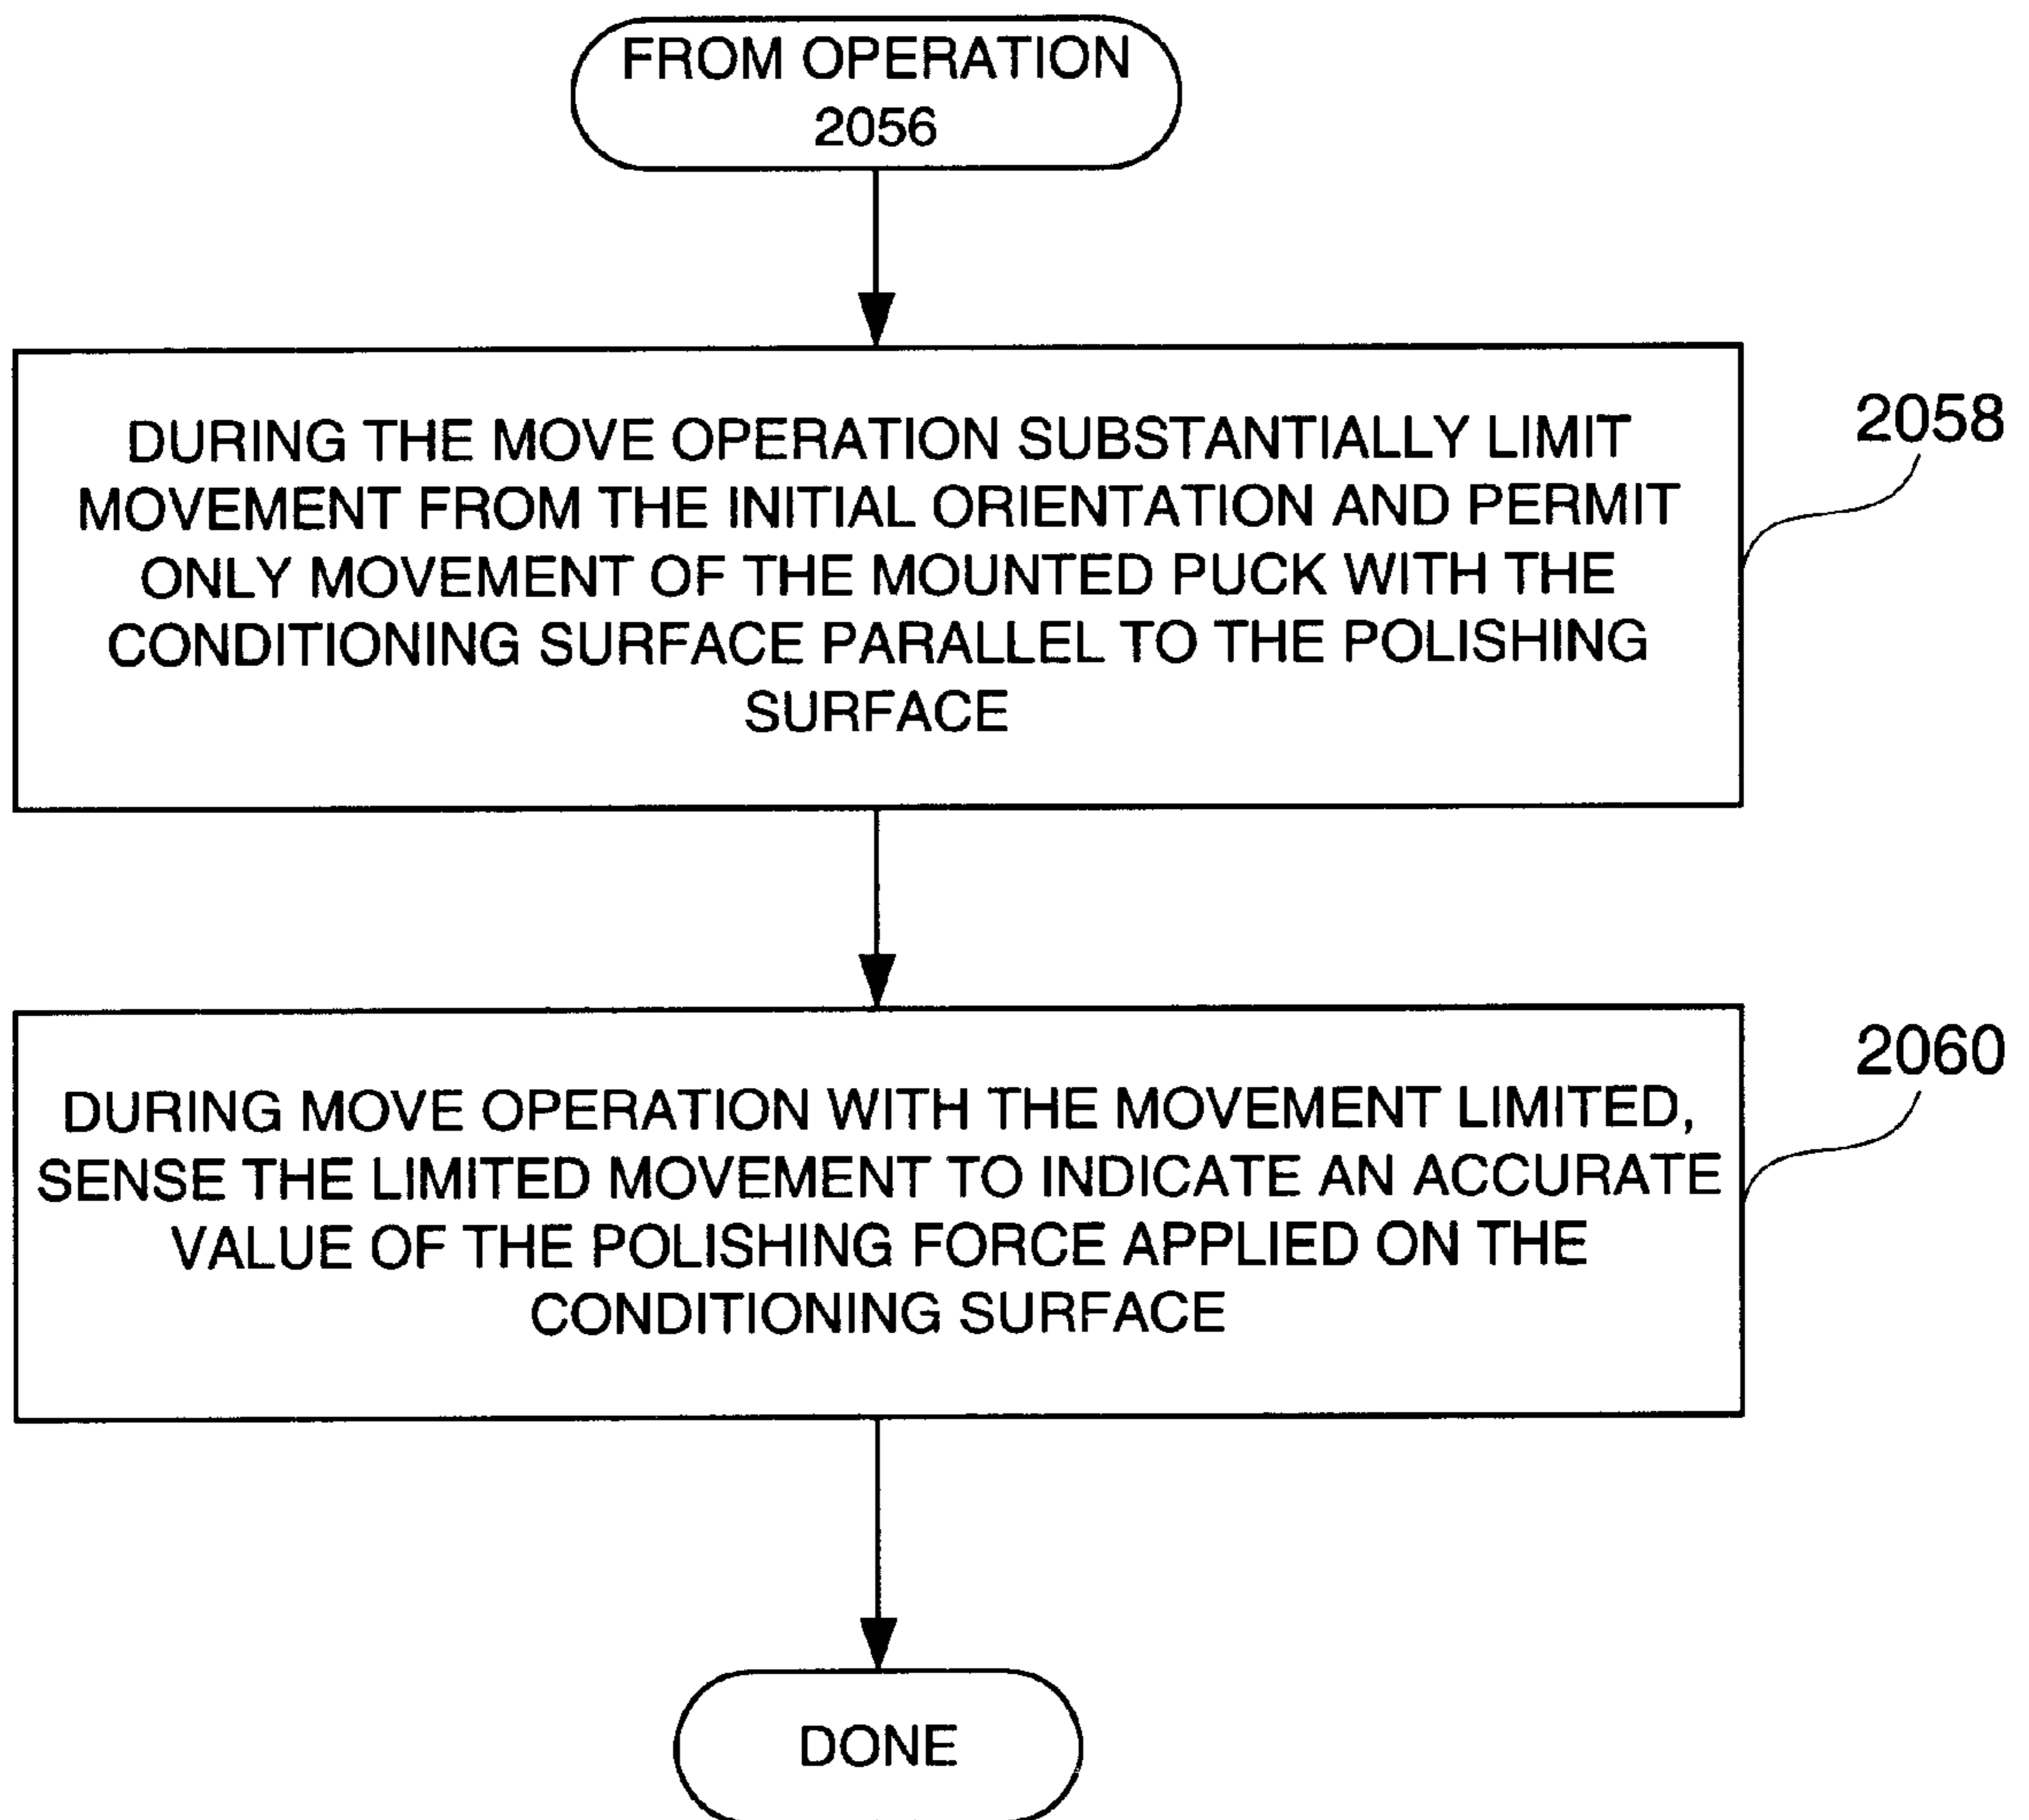 FROM OPERATION
2056
DURING THE MOVE OPERATION SUBSTANTIALLY LIMIT
MOVEMENT FROM THE INITIAL ORIENTATION AND PERMIT
ONLY MOVEMENT OF THE MOUNTED PUCK WITH THE
CONDITIONING SURFACE PARALLEL TO THE POLISHING
SURFACE
2058
DURING MOVE OPERATION WITH THE MOVEMENT LIMITED,
SENSE THE LIMITED MOVEMENT TO INDICATE AN ACCURATE
VALUE OF THE POLISHING FORCE APPLIED ON THE
CONDITIONING SURFACE
2060
DONE